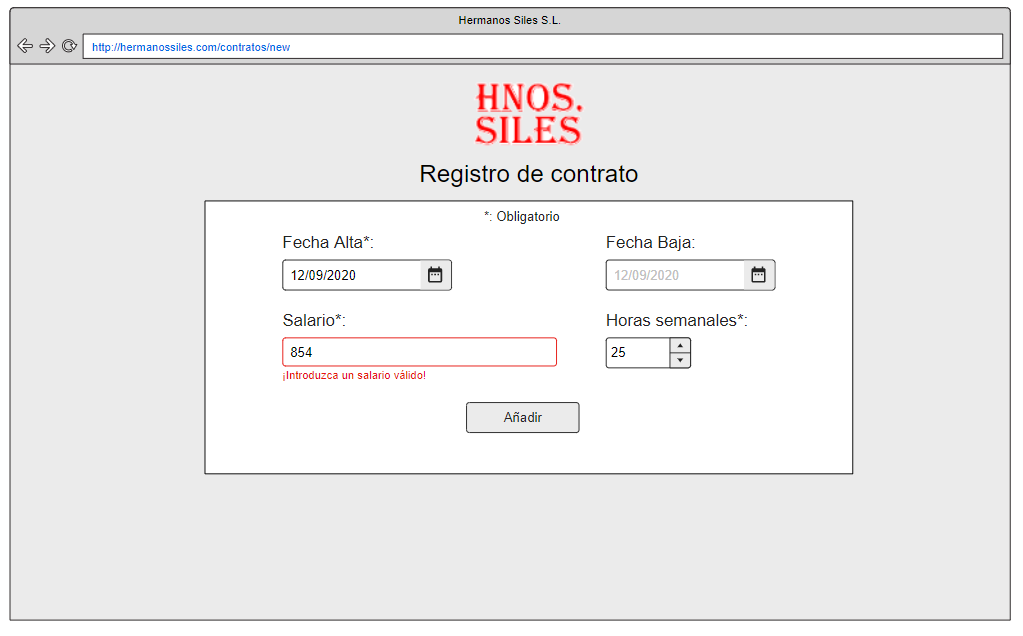 Hermanos Siles S.L.
http://hermanossiles.com/contratos/new
HNOS.
SILES
Registro de contrato
*: Obligatorio
Fecha Alta*:
Fecha Baja:
12/09/2020
12/09/2020
Salario*:
Horas semanales*:
854
25
¡Introduzca un salario válido!
Añadir